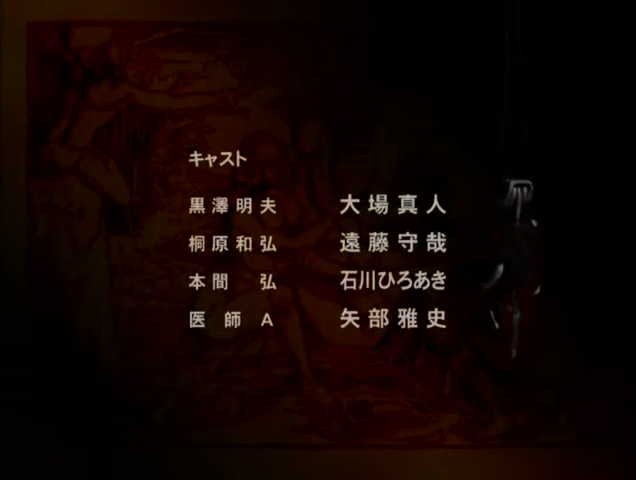 キャスト
黒澤明夫 大場真人
桐原和弘 遠藤守哉
本間 弘 石川ひろあき
医師A 矢部雅史